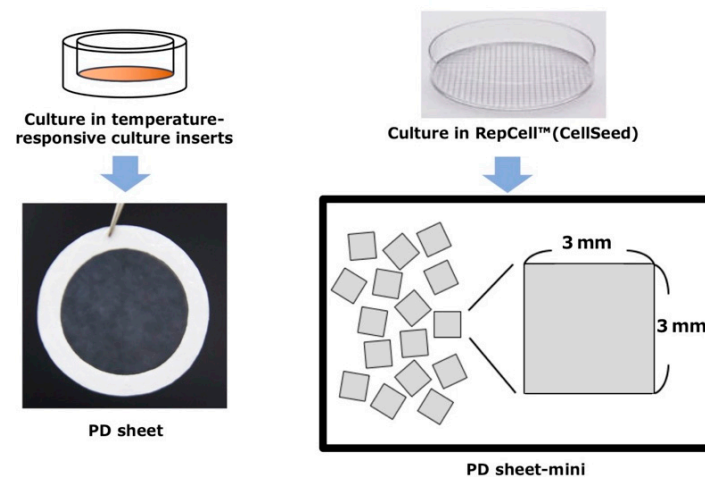 Culture in temperature-
responsive culture inserts
PD sheet
Culture in RepCell™(CellSeed)
3 mm
3 mm
PD sheet-mini